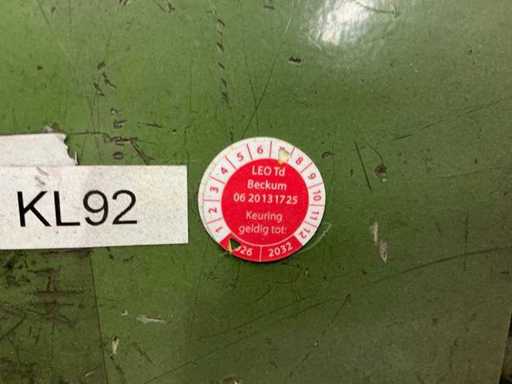 KL92
1 2 3 4 5 6 8 9 10 11 12
LEO Td
Beckum
06 20131725
Keuring
geldig tot:
26 2032